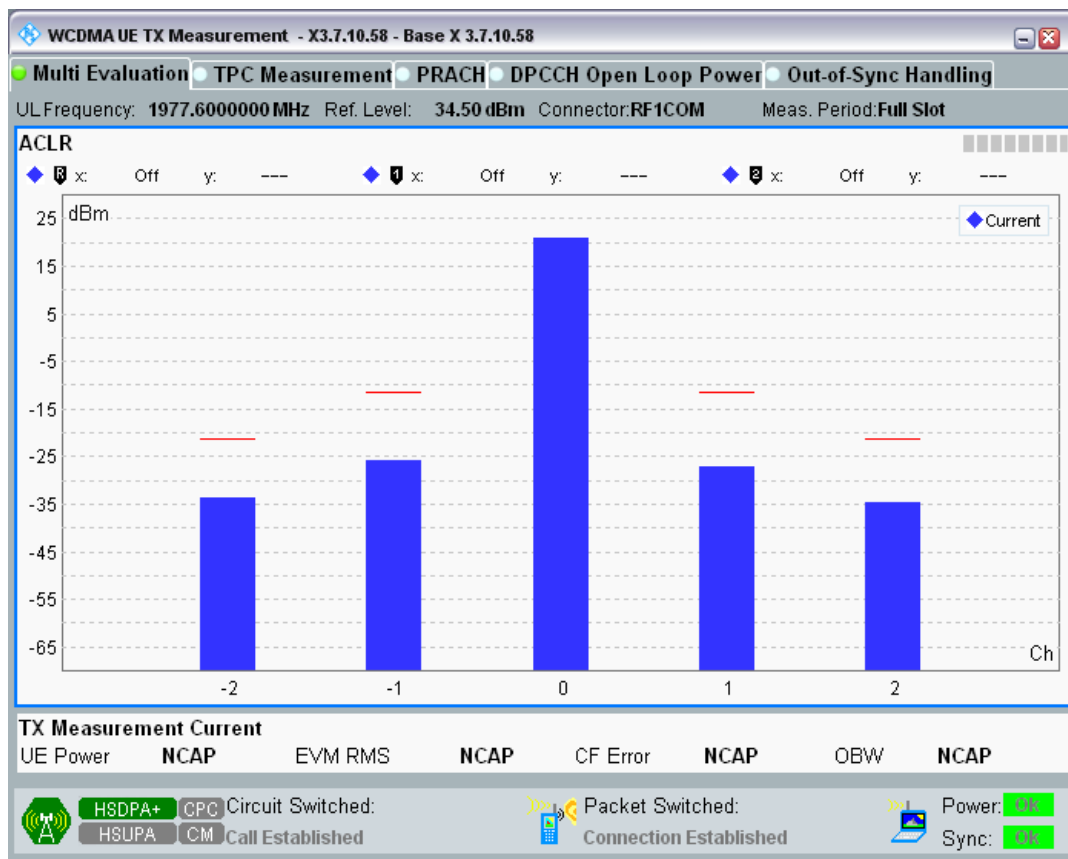 WCDMA UE TX Measurement - X3.7.10.58 - Base X 3.7.10.58
Multi Evaluation TPC Measurement PRACH DPCCH Open Loop Power Out-of-Sync Handling
UL Frequency: 1977.6000000 MHz Ref. Level: 34.50 dBm Connector:RF1COM Meas. Period:Full Slot
ACLR
R x: Off y: --- 1 x: Off y: --- 2 x: Off y: ---
dBm
Current
25
15
5
-5
-15
-25
-35
-45
-55
-65
Ch
-2 -1 0 1 2
TX Measurement Current
UE Power NCAP EVM RMS NCAP CF Error NCAP OBW NCAP
HSDPA+ CPC Circuit Switched: Packet Switched: Power: OK
HSUPA CM Call Established Connection Established Sync: OK